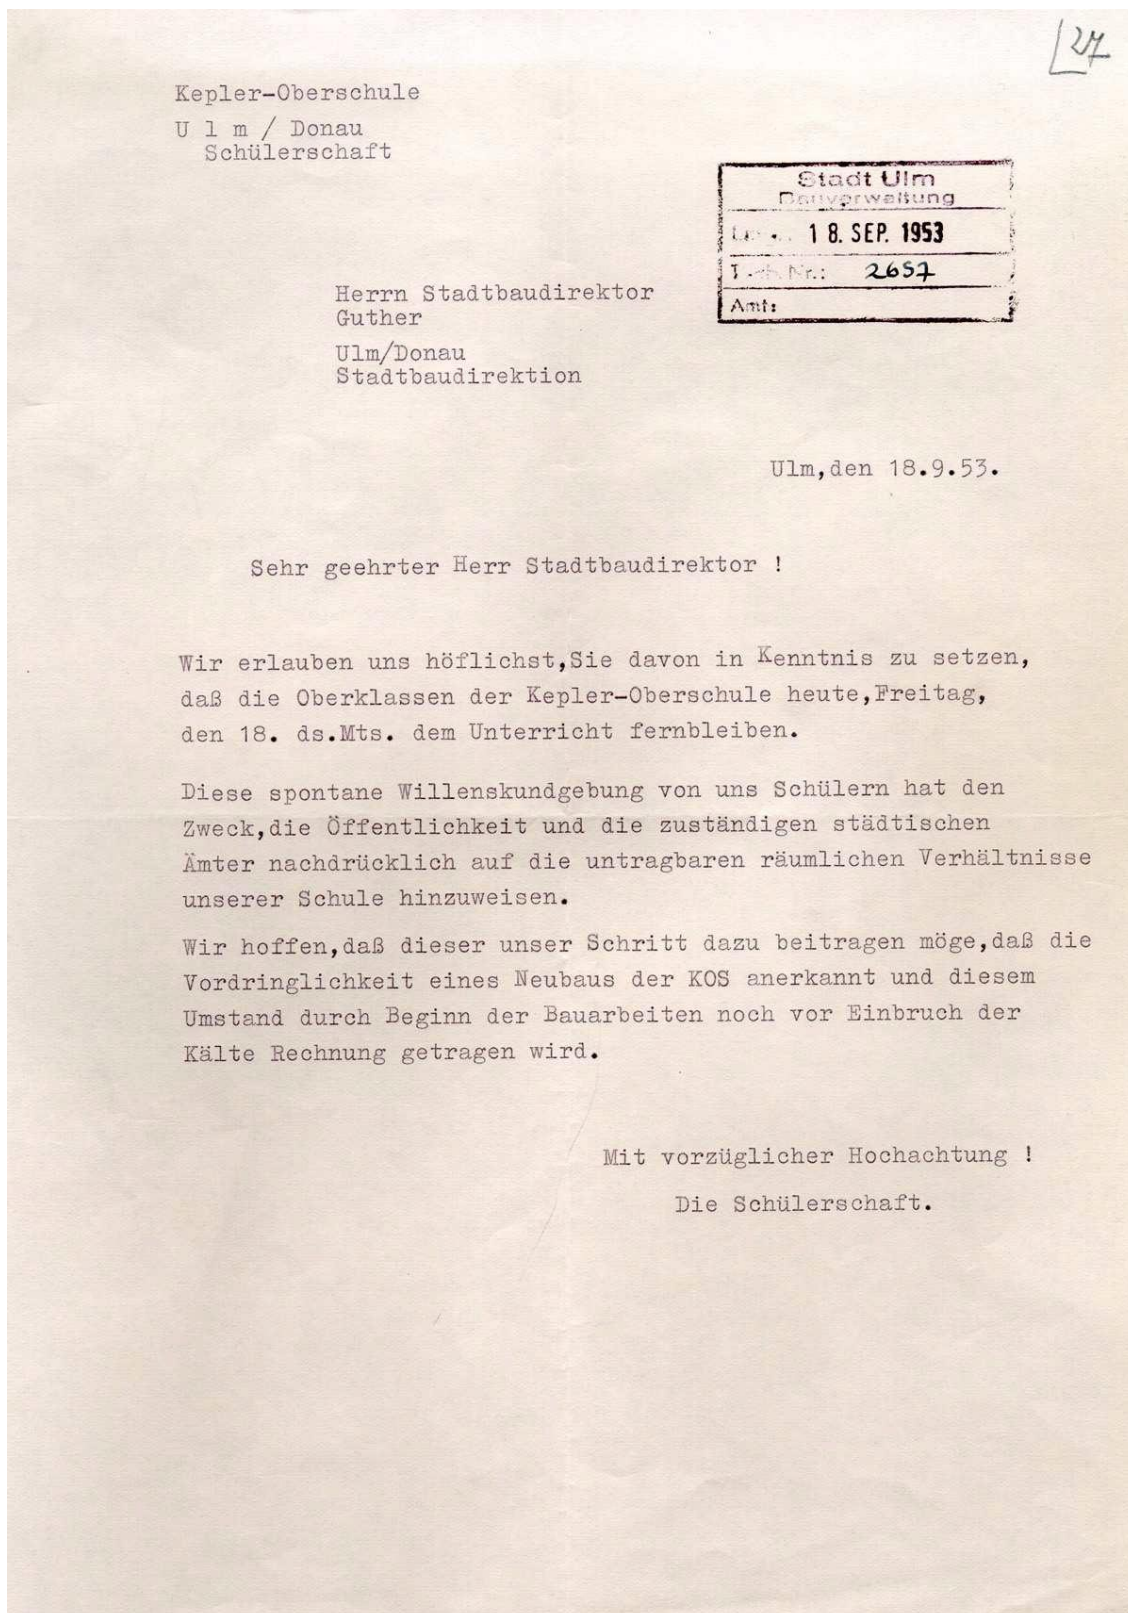 27
Kepler-Oberschule
U l m / Donau
Schülerschaft
Stadt Ulm
Bauverwaltung
18. SEP. 1953
Nr.: 2657
Amt:
Herrn Stadtbaudirektor
Guther
Ulm/Donau
Stadtbaudirektion
Ulm,den 18.9.53.
Sehr geehrter Herr Stadtbaudirektor !
Wir erlauben uns höflichst,Sie davon in Kenntnis zu setzen,
daß die Oberklassen der Kepler-Oberschule heute,Freitag,
den 18. ds.Mts. dem Unterricht fernbleiben.
Diese spontane Willenskundgebung von uns Schülern hat den
Zweck,die Öffentlichkeit und die zuständigen städtischen
Ämter nachdrücklich auf die untragbaren räumlichen Verhältnisse
unserer Schule hinzuweisen.
Wir hoffen,daß dieser unser Schritt dazu beitragen möge,daß die
Vordringlichkeit eines Neubaus der KOS anerkannt und diesem
Umstand durch Beginn der Bauarbeiten noch vor Einbruch der
Kälte Rechnung getragen wird.
Mit vorzüglicher Hochachtung !
Die Schülerschaft.